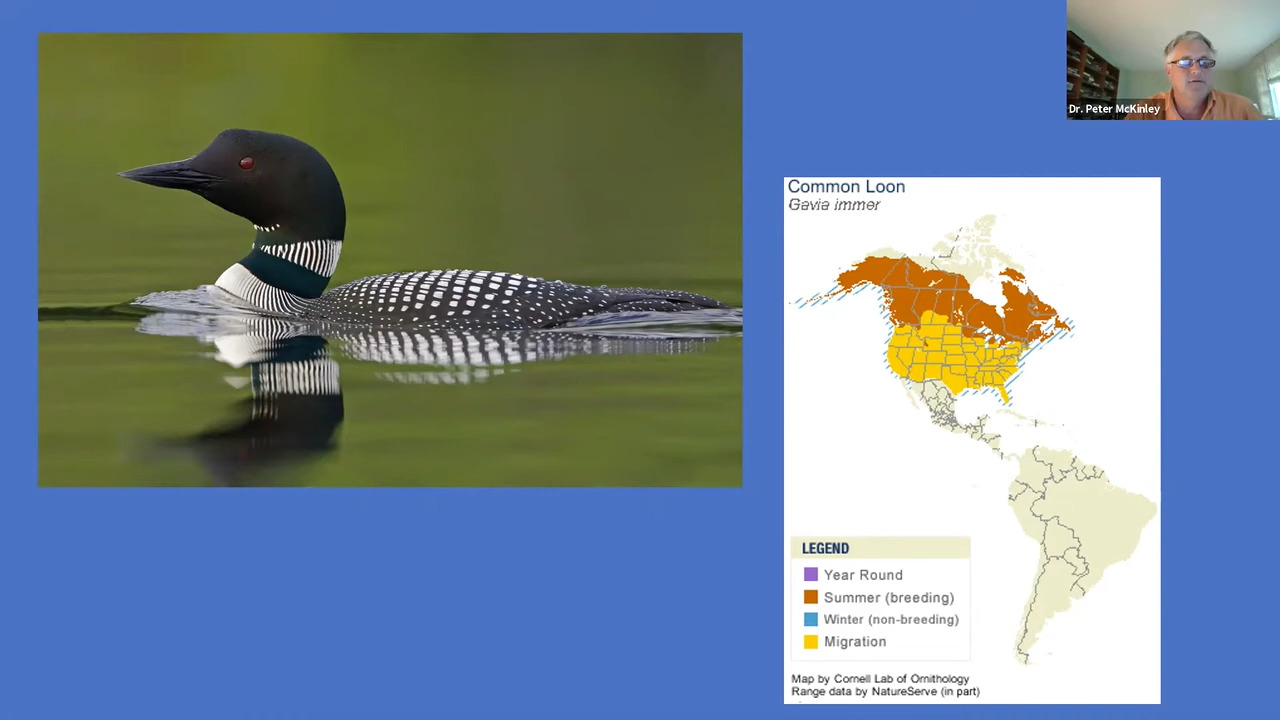 Dr. Peter McKinley
Common Loon
Gavia immer
LEGEND
Year Round
Summer (breeding)
Winter (non-breeding)
Migration
Map by Cornell Lab of Ornithology
Range data by NatureServe (in part)